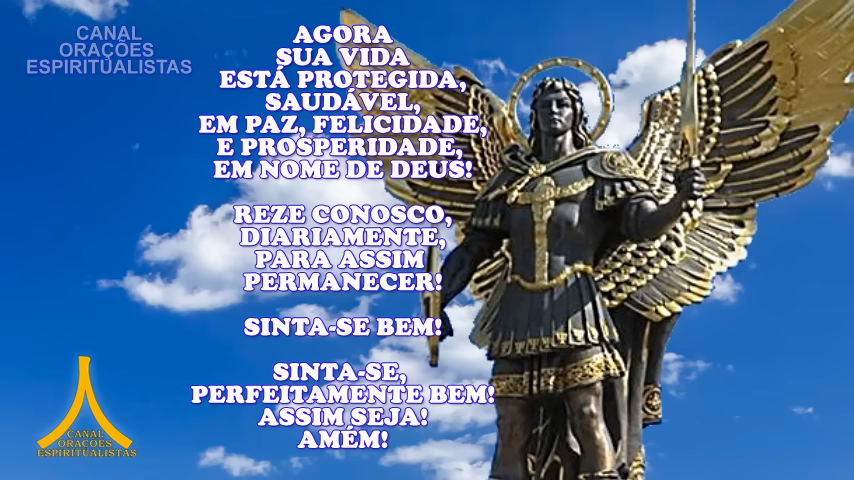 CANAL
ORAÇÕES
ESPIRITUALISTAS
AGORA
SUA VIDA
ESTÁ PROTEGIDA,
SAUDÁVEL,
EM PAZ, FELICIDADE,
E PROSPERIDADE,
EM NOME DE DEUS!
REZE CONOSCO,
DIARIAMENTE,
PARA ASSIM
PERMANECER!
SINTA-SE BEM!
SINTA-SE,
PERFEITAMENTE BEM!
ASSIM SEJA!
AMÉM!
CANAL
ORAÇÕES
ESPIRITUALISTAS